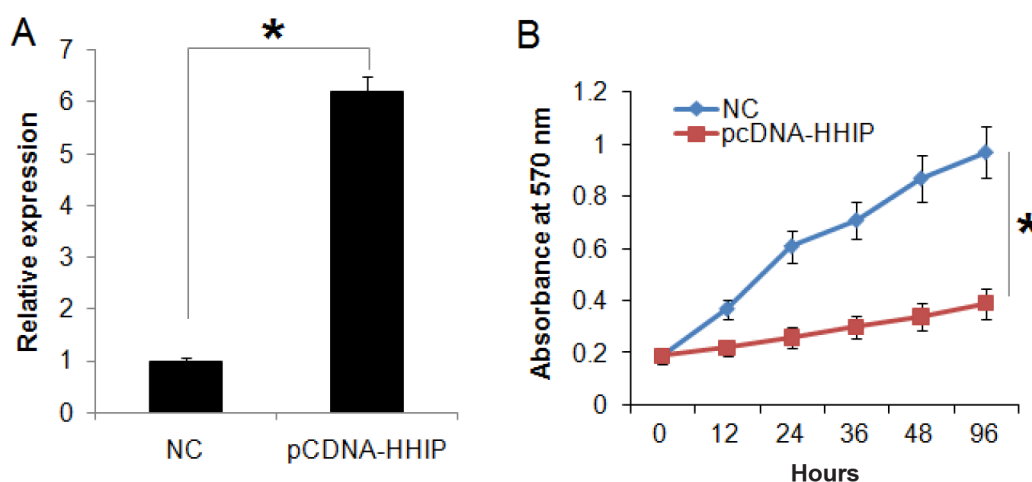 A
*
7
6
5
4
3
2
1
0
Relative expression
NC pCDNA-HHIP
B
NC
pcDNA-HHIP
1.2
1
0.8
0.6
0.4
0.2
0
Absorbance at 570 nm
*
0 12 24 36 48 96
Hours